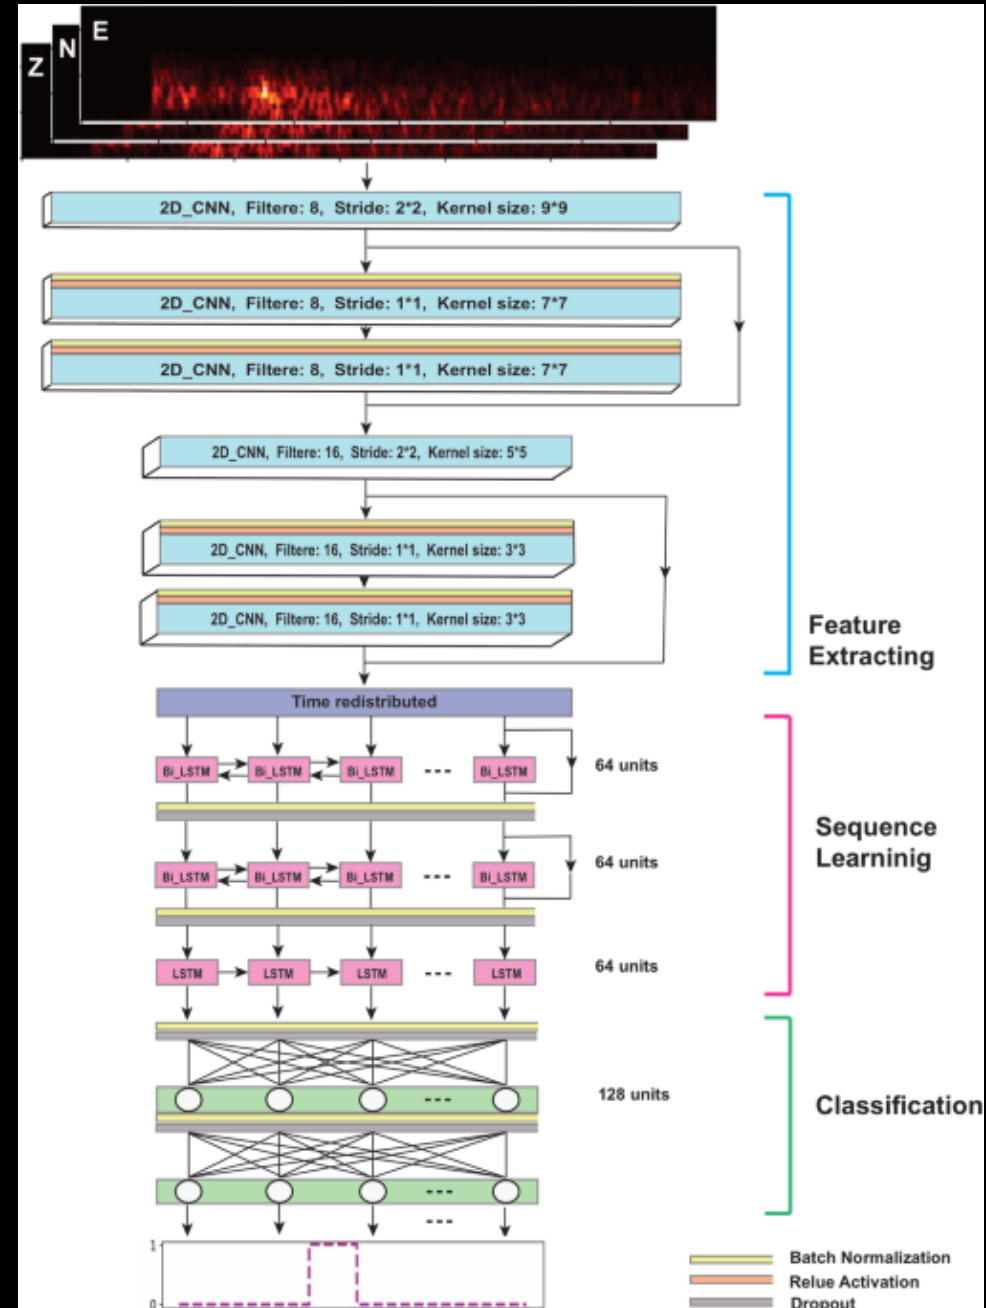 E
N
Z
2D_CNN, Filtere: 8, Stride: 2*2, Kernel size: 9*9
2D_CNN, Filtere: 8, Stride: 1*1, Kernel size: 7*7
2D_CNN, Filtere: 8, Stride: 1*1, Kernel size: 7*7
2D_CNN, Filtere: 16, Stride: 2*2, Kernel size: 5*5
2D_CNN, Filtere: 16, Stride: 1*1, Kernel size: 3*3
2D_CNN, Filtere: 16, Stride: 1*1, Kernel size: 3*3
Feature
Extracting
Time redistributed
Bi_LSTM Bi_LSTM Bi_LSTM --- Bi_LSTM 64 units
Sequence
Learninig
Bi_LSTM Bi_LSTM Bi_LSTM --- Bi_LSTM 64 units
LSTM LSTM LSTM --- LSTM 64 units
--- 128 units
Classification
---
---
1
0
Batch Normalization
Relue Activation
Dropout